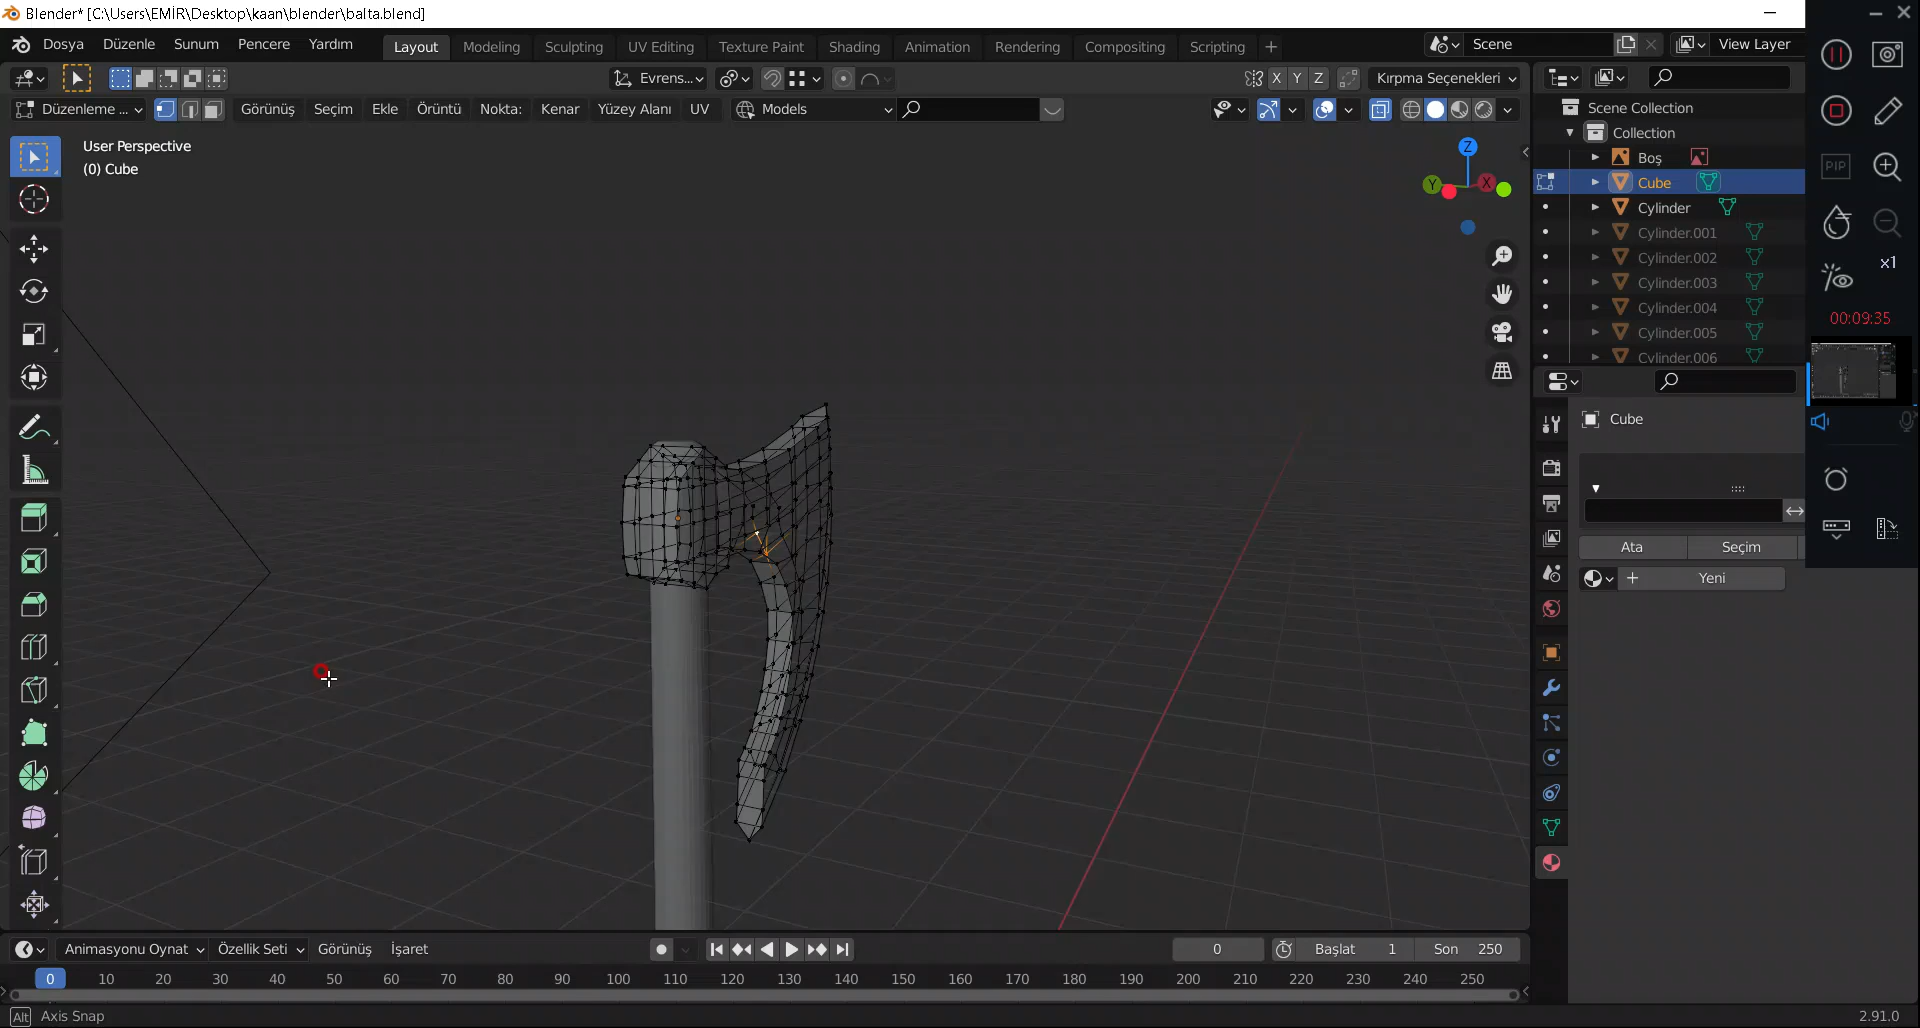 Blender* [C:\Users\EMİR\Desktop\kaan\blender\balta.blend]
Dosya Düzenle Sunum Pencere Yardım Layout Modeling Sculpting UV Editing Texture Paint Shading Animation Rendering Compositing Scripting + Scene View Layer
Evrens... X Y Z Kırpma Seçenekleri
Düzenleme ... Görünüş Seçim Ekle Örüntü Nokta: Kenar Yüzey Alanı UV Models
User Perspective
(0) Cube
Z
Y X
Scene Collection
Collection
Boş
Cube
Cylinder
Cylinder.001
Cylinder.002
Cylinder.003
Cylinder.004
Cylinder.005
Cylinder.006
PIP
x1
00:09:35
Cube
Ata Seçim
+ Yeni
Animasyonu Oynat Özellik Seti Görünüş İşaret 0 Başlat 1 Son 250
0 10 20 30 40 50 60 70 80 90 100 110 120 130 140 150 160 170 180 190 200 210 220 230 240 250
Alt Axis Snap 2.91.0